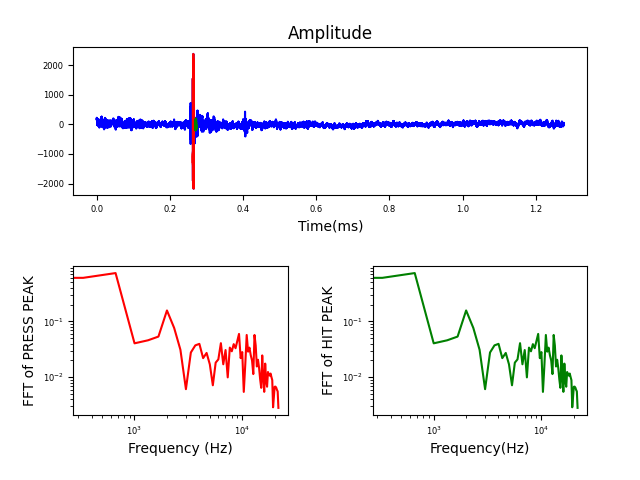 Amplitude
2000
1000
0
−1000
−2000
0.0 0.2 0.4 0.6 0.8 1.0 1.2
Time(ms)
FFT of PRESS PEAK
10⁻¹
10⁻²
10³ 10⁴
Frequency (Hz)
FFT of HIT PEAK
10⁻¹
10⁻²
10³ 10⁴
Frequency(Hz)